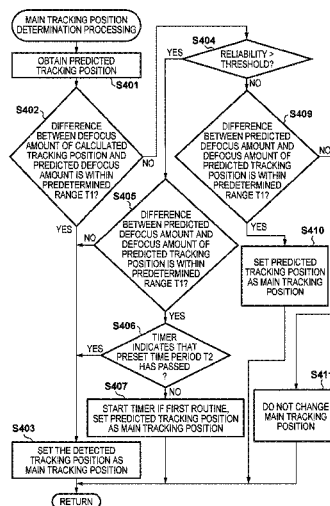 MAIN TRACKING POSITION
DETERMINATION PROCESSING
OBTAIN PREDICTED
TRACKING POSITION
S401
S402
DIFFERENCE
BETWEEN DEFOCUS
AMOUNT OF CALCULATED
TRACKING POSITION AND
PREDICTED DEFOCUS
AMOUNT IS WITHIN
PREDETERMINED
RANGE T1?
NO
YES
S404
RELIABILITY >
THRESHOLD?
YES
NO
S409
DIFFERENCE
BETWEEN PREDICTED
DEFOCUS AMOUNT AND
DEFOCUS AMOUNT OF
PREDICTED TRACKING
POSITION IS WITHIN
PREDETERMINED
RANGE T1?
NO
YES
S405
DIFFERENCE
BETWEEN PREDICTED
DEFOCUS AMOUNT AND
DEFOCUS AMOUNT OF
PREDICTED TRACKING
POSITION IS WITHIN
PREDETERMINED
RANGE T1?
NO
YES
S410
SET PREDICTED
TRACKING POSITION
AS MAIN TRACKING
POSITION
S406
TIMER
INDICATES THAT
PRESET TIME PERIOD T2
HAS PASSED
?
YES
NO
S407
START TIMER IF FIRST ROUTINE,
SET PREDICTED TRACKING POSITION
AS MAIN TRACKING POSITION
S411
DO NOT CHANGE
MAIN TRACKING
POSITION
S403
SET THE DETECTED
TRACKING POSITION AS
MAIN TRACKING POSITION
RETURN